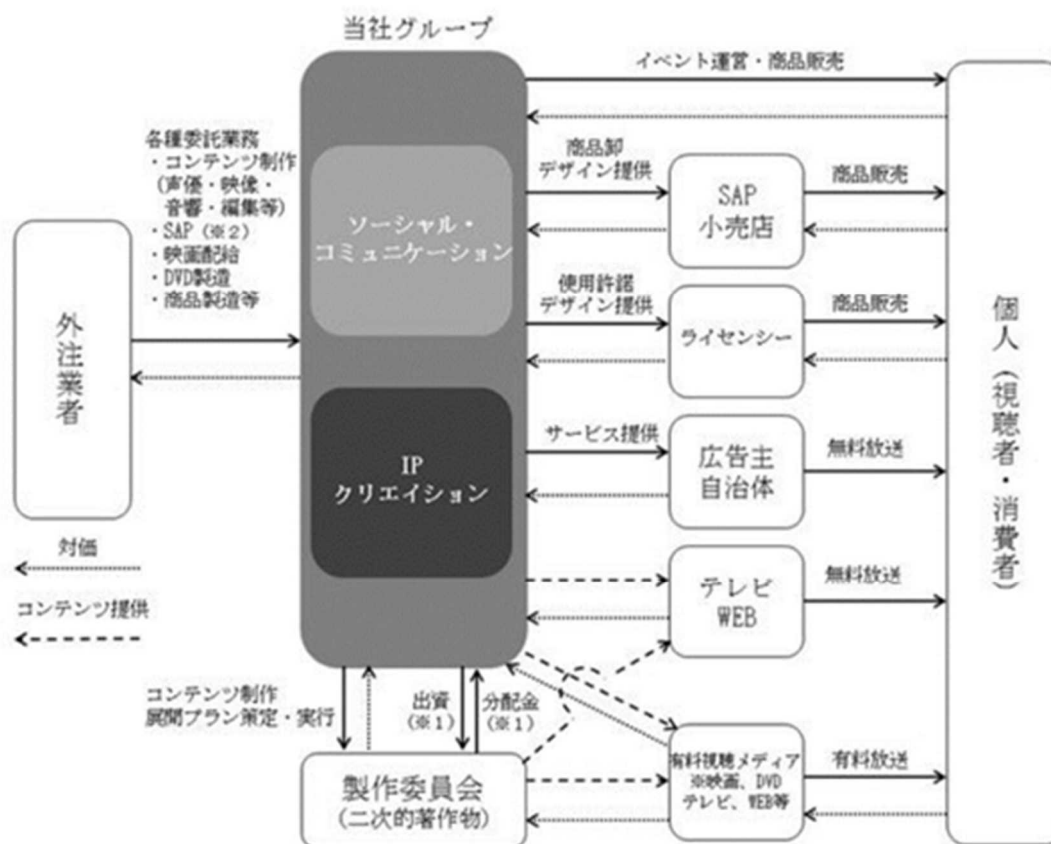 当社グループ
イベント運営・商品販売
各種委託業務
・コンテンツ制作
(声優・映像・
音響・編集等)
・SAP(※2)
・映画配給
・DVD製造
・商品製造等
外注業者
対価
コンテンツ提供
ソーシャル・
コミュニケーション
IP
クリエイション
商品卸
デザイン提供
SAP
小売店
商品販売
使用許諾
デザイン提供
ライセンシー
商品販売
サービス提供
広告主
自治体
無料放送
テレビ
WEB
無料放送
個人(視聴者・消費者)
コンテンツ制作
展開プラン策定・実行
出資
(※1)
分配金
(※1)
製作委員会
(二次的著作物)
有料視聴メディア
※映画、DVD
テレビ、WEB等
有料放送